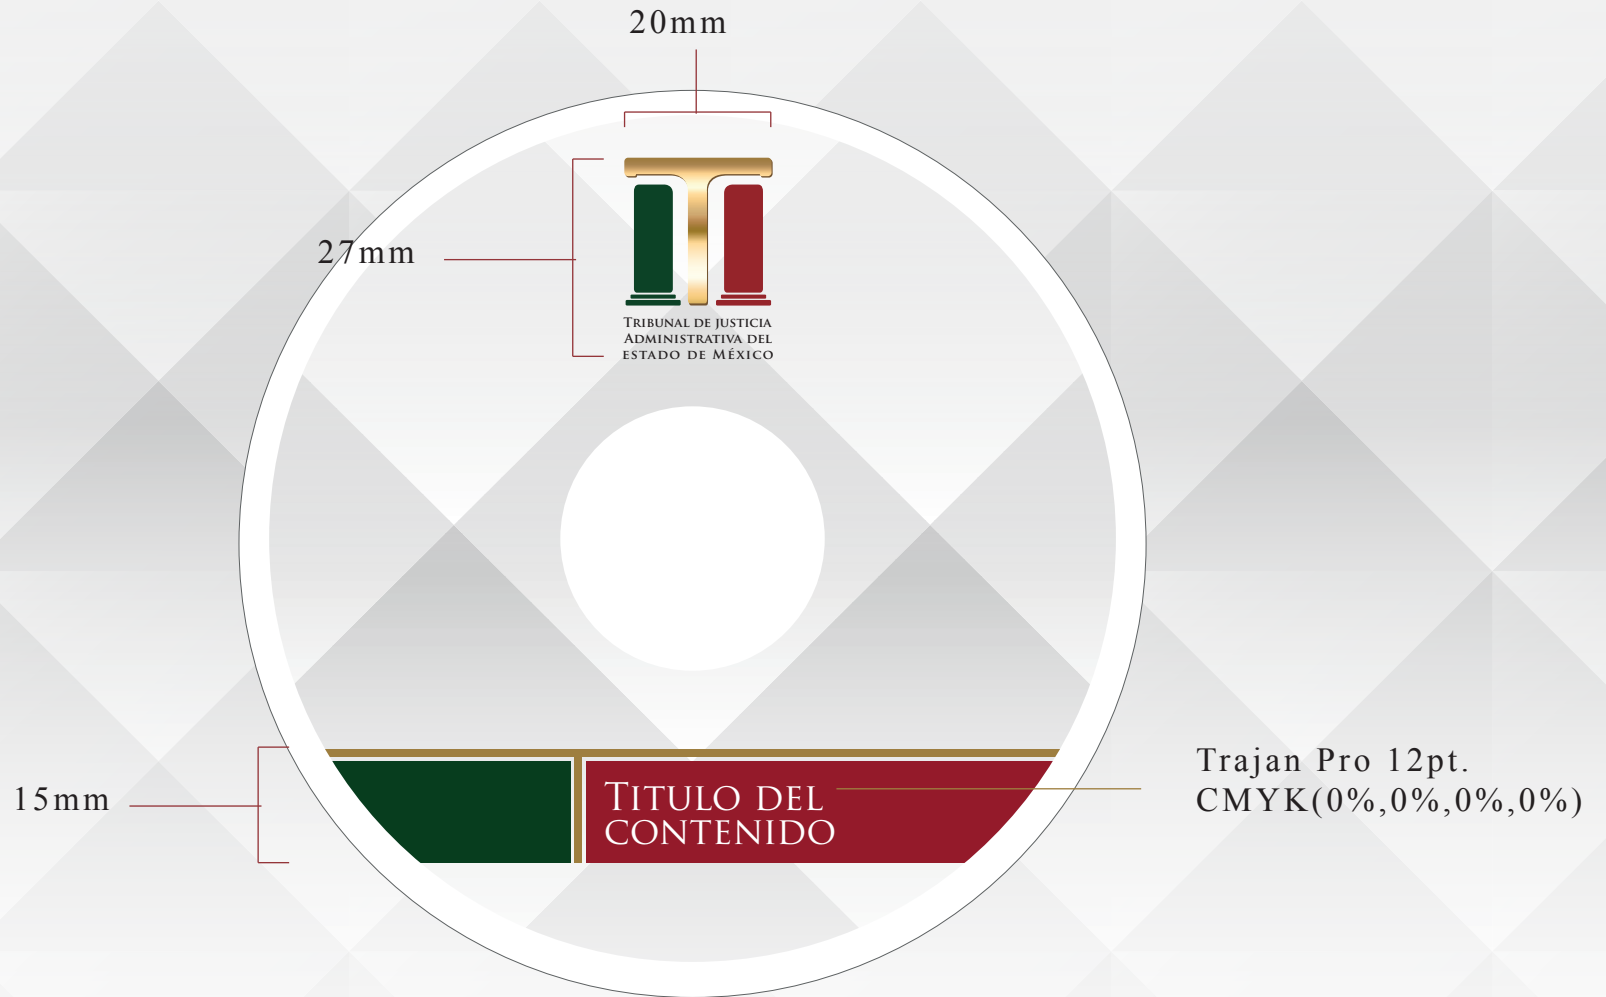 20mm
27mm
TRIBUNAL DE JUSTICIA
ADMINISTRATIVA DEL
ESTADO DE MÉXICO
15mm
TITULO DEL
CONTENIDO
Trajan Pro 12pt.
CMYK(0%,0%,0%,0%)